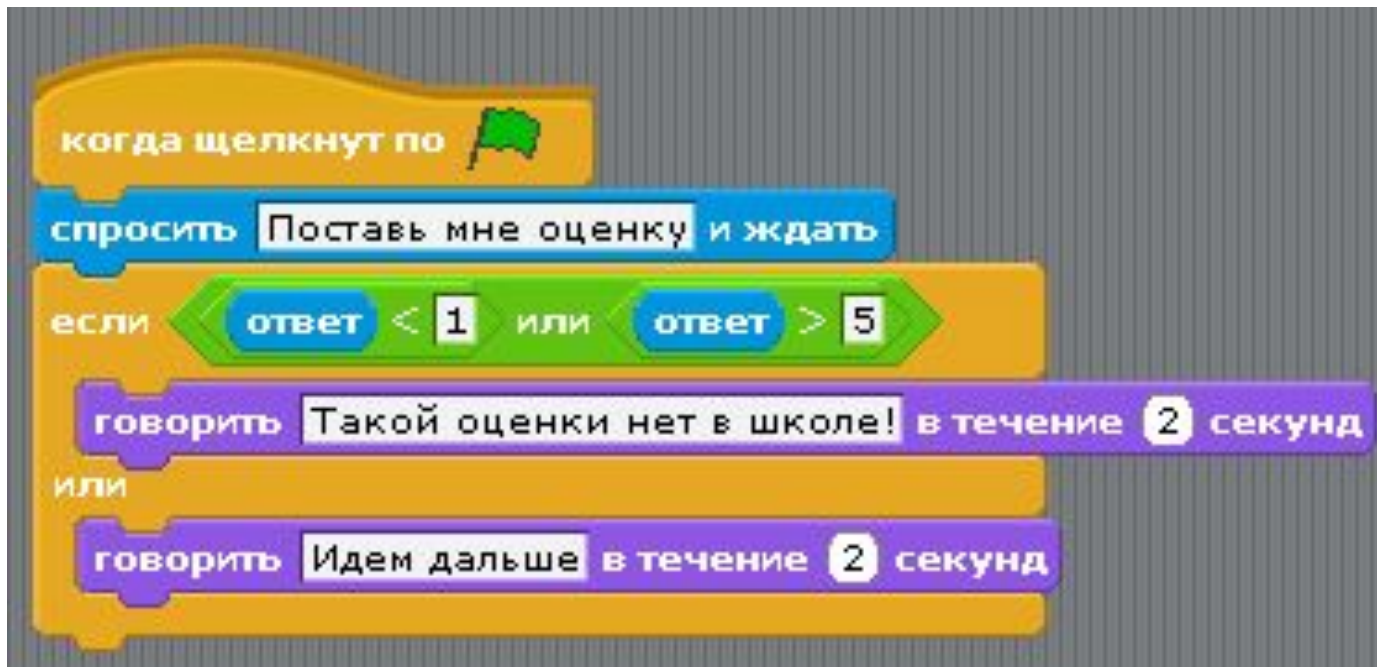 когда щелкнут по
спросить Поставь мне оценку и ждать
если ответ < 1 или ответ > 5
говорить Такой оценки нет в школе! в течение 2 секунд
или
говорить Идем дальше в течение 2 секунд